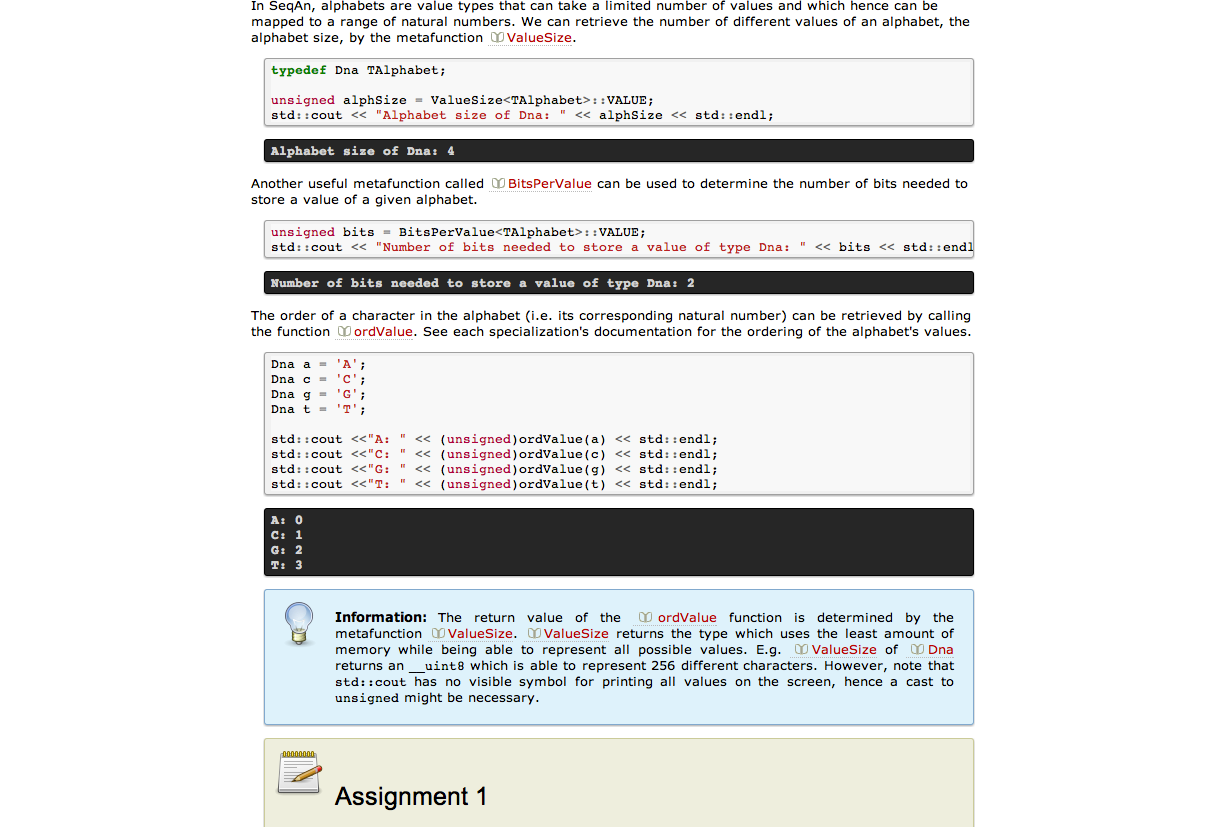 In SeqAn, alphabets are value types that can take a limited number of values and which hence can be
mapped to a range of natural numbers. We can retrieve the number of different values of an alphabet, the
alphabet size, by the metafunction ValueSize.
typedef Dna TAlphabet;
unsigned alphSize = ValueSize<TAlphabet>::VALUE;
std::cout << "Alphabet size of Dna: " << alphSize << std::endl;
Alphabet size of Dna: 4
Another useful metafunction called BitsPerValue can be used to determine the number of bits needed to
store a value of a given alphabet.
unsigned bits = BitsPerValue<TAlphabet>::VALUE;
std::cout << "Number of bits needed to store a value of type Dna: " << bits << std::endl
Number of bits needed to store a value of type Dna: 2
The order of a character in the alphabet (i.e. its corresponding natural number) can be retrieved by calling
the function ordValue. See each specialization's documentation for the ordering of the alphabet's values.
Dna a = 'A';
Dna c = 'C';
Dna g = 'G';
Dna t = 'T';
std::cout <<"A: " << (unsigned)ordValue(a) << std::endl;
std::cout <<"C: " << (unsigned)ordValue(c) << std::endl;
std::cout <<"G: " << (unsigned)ordValue(g) << std::endl;
std::cout <<"T: " << (unsigned)ordValue(t) << std::endl;
A: 0
C: 1
G: 2
T: 3
Information: The return value of the ordValue function is determined by the
metafunction ValueSize. ValueSize returns the type which uses the least amount of
memory while being able to represent all possible values. E.g. ValueSize of Dna
returns an __uint8 which is able to represent 256 different characters. However, note that
std::cout has no visible symbol for printing all values on the screen, hence a cast to
unsigned might be necessary.
Assignment 1